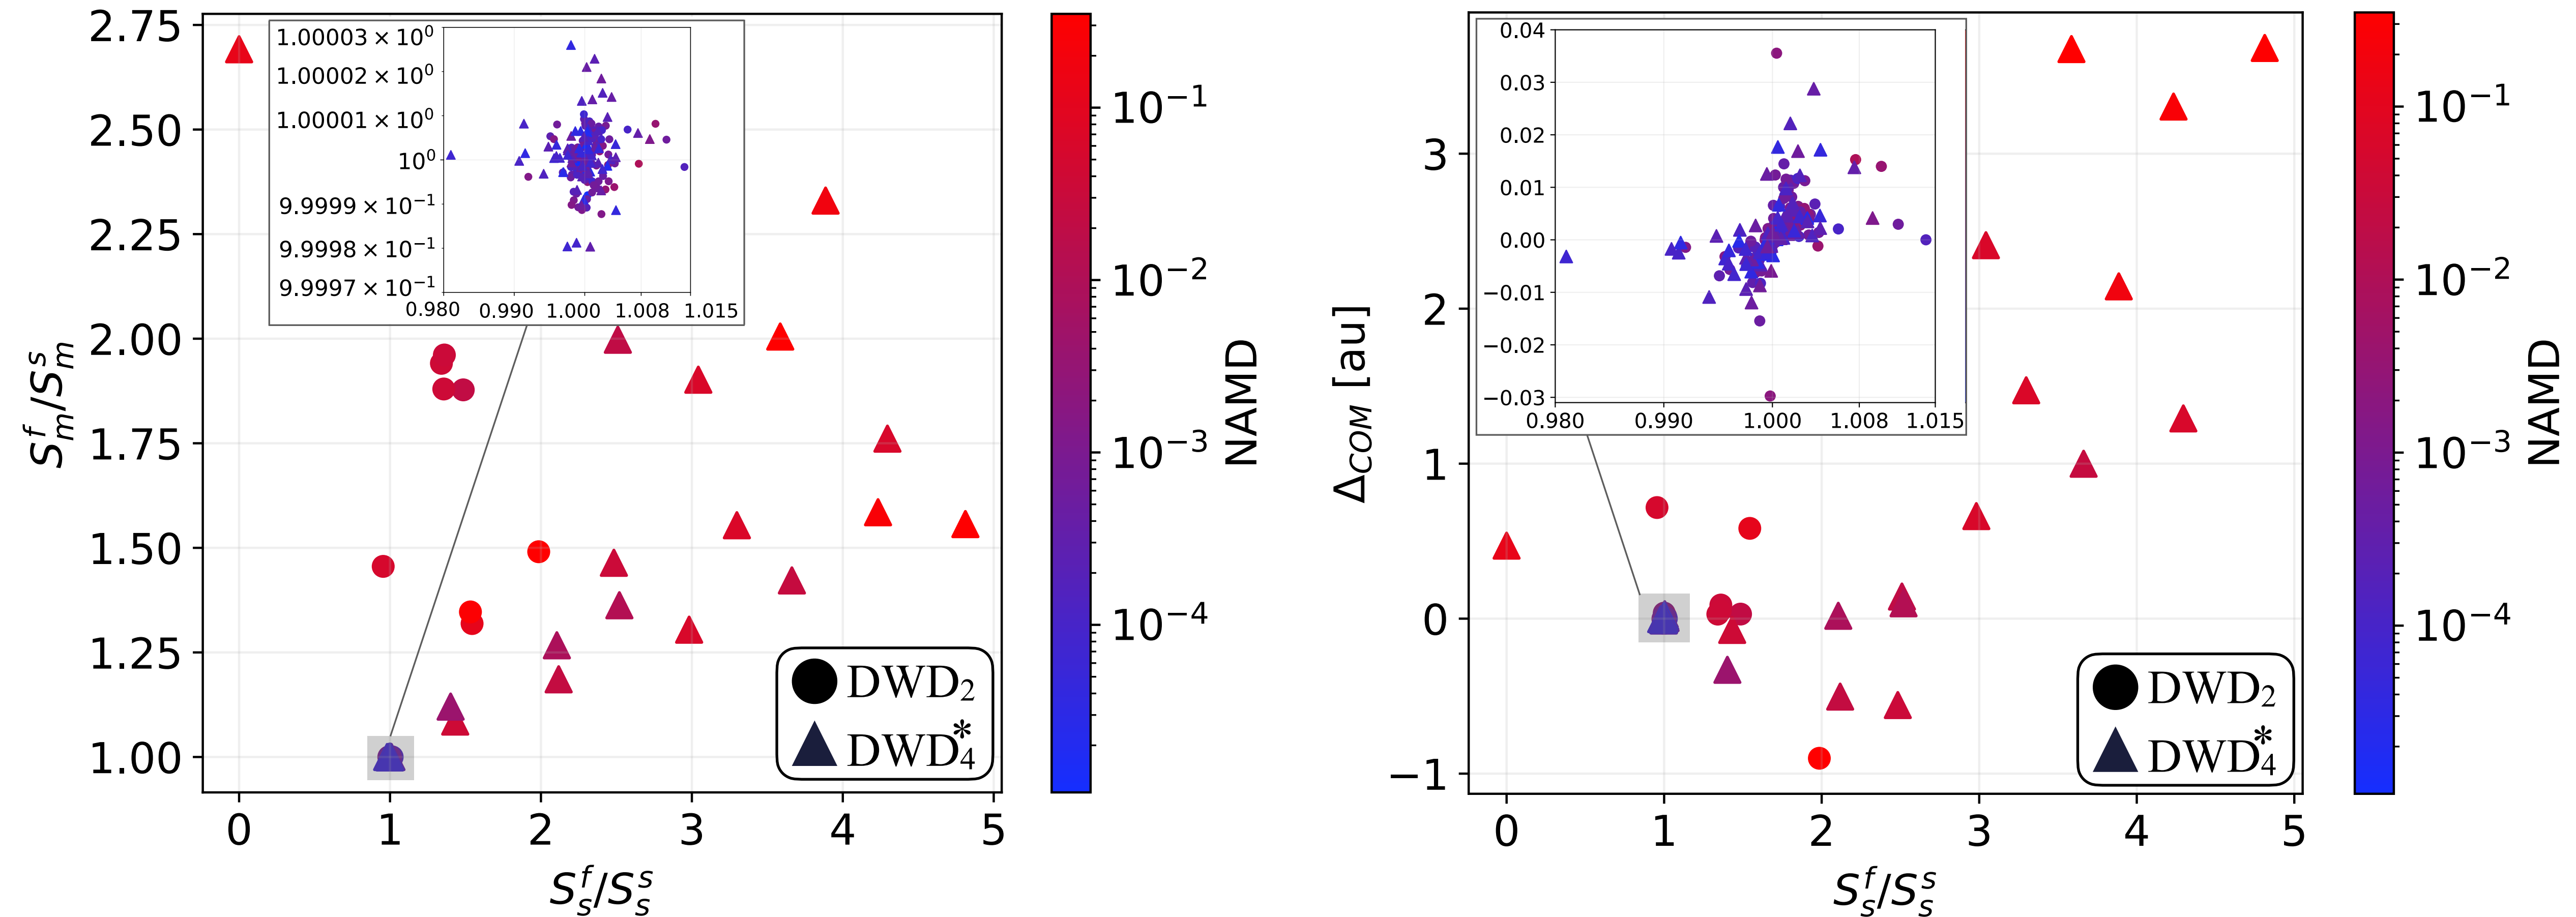 2.75
2.50
2.25
2.00
1.75
1.50
1.25
1.00
S_m^f/S_m^s
0 1 2 3 4 5
S_s^f/S_s^s
1.00003 × 10^0
1.00002 × 10^0
1.00001 × 10^0
10^0
9.9999 × 10^{-1}
9.9998 × 10^{-1}
9.9997 × 10^{-1}
0.980 0.990 1.000 1.008 1.015
DWD_2
DWD_4^*
10^{-1}
10^{-2}
10^{-3}
10^{-4}
NAMD
3
2
1
0
−1
Δ_{COM} [au]
0 1 2 3 4 5
S_s^f/S_s^s
0.04
0.03
0.02
0.01
0.00
−0.01
−0.02
−0.03
0.980 0.990 1.000 1.008 1.015
DWD_2
DWD_4^*
10^{-1}
10^{-2}
10^{-3}
10^{-4}
NAMD